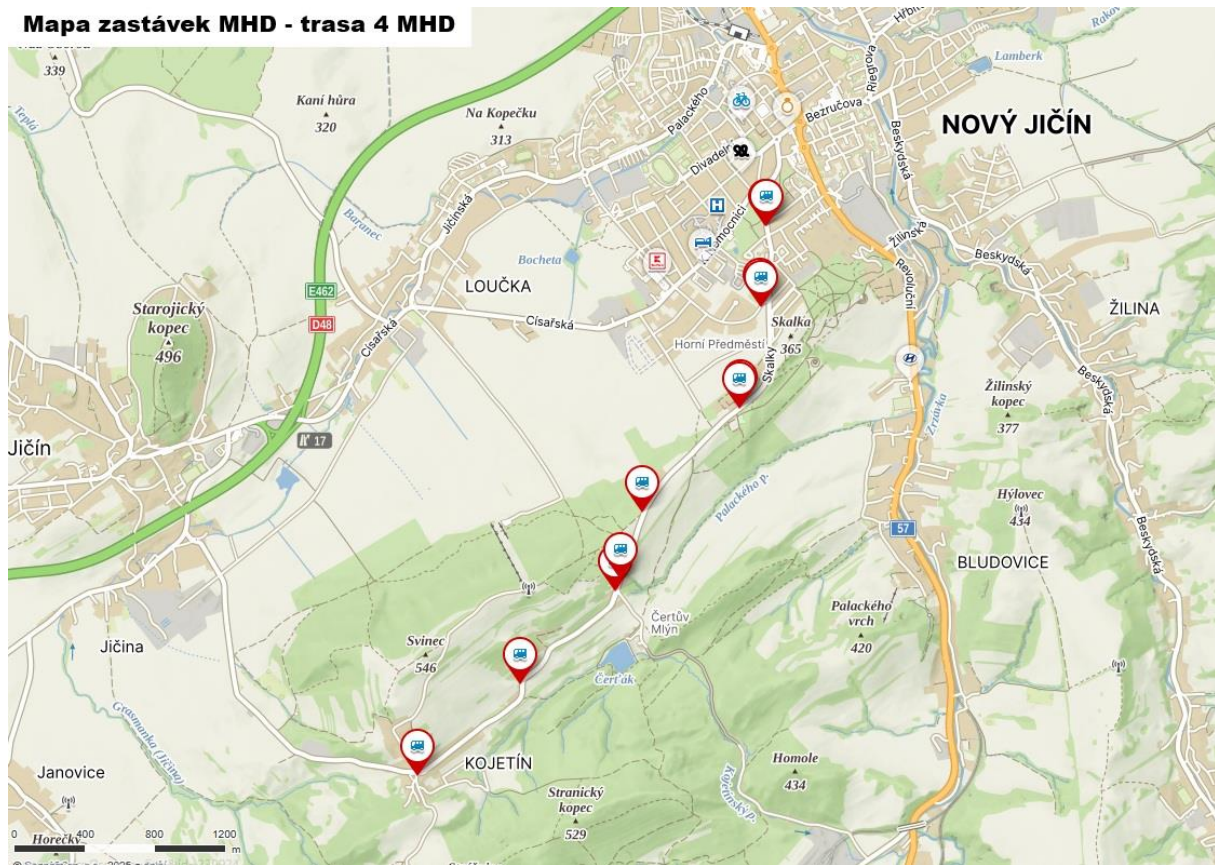 Mapa zastávek MHD - trasa 4 MHD
339
Teplá
Kaní hůra
320
Na Kopečku
313
Palackého
Bezručova
Riegrova
Lamberk
NOVÝ JIČÍN
Beskydská
Divadelní
Jičínská
Baranec
H
Bocheta
LOUČKA
E462
D48
Císařská
Císařská
Starojický
kopec
496
Žilinská
Revoluční
Beskydská
ŽILINA
Skalka
365
Horní Předměstí
Skalky
Zrzávka
Žilinský
kopec
377
Beskydská
Jičín
17
Palackého p.
Hýlovec
434
57
BLUDOVICE
Beskydská
Palackého
vrch
420
Čertův
Mlýn
Čerťák
Svinec
546
Jičina
Grasmanka (Jičina)
KOJETÍN
Janovice
Stranický
kopec
529
Kojetínský p.
Homole
434
Horečky
0 400 800 1200
m